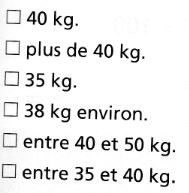 ☐ 40 kg.
☐ plus de 40 kg.
☐ 35 kg.
☐ 38 kg environ.
☐ entre 40 et 50 kg.
☐ entre 35 et 40 kg.